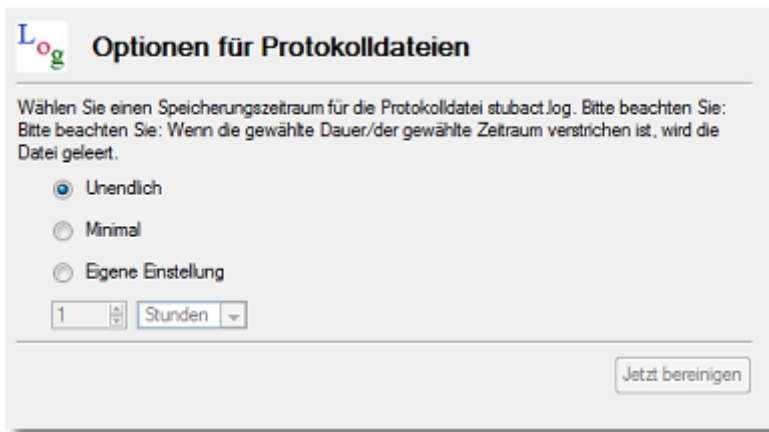 Log
Optionen für Protokolldateien
Wählen Sie einen Speicherungszeitraum für die Protokolldatei stubact.log. Bitte beachten Sie:
Bitte beachten Sie: Wenn die gewählte Dauer/der gewählte Zeitraum verstrichen ist, wird die
Datei geleert.
Unendlich
Minimal
Eigene Einstellung
1 Stunden
Jetzt bereinigen